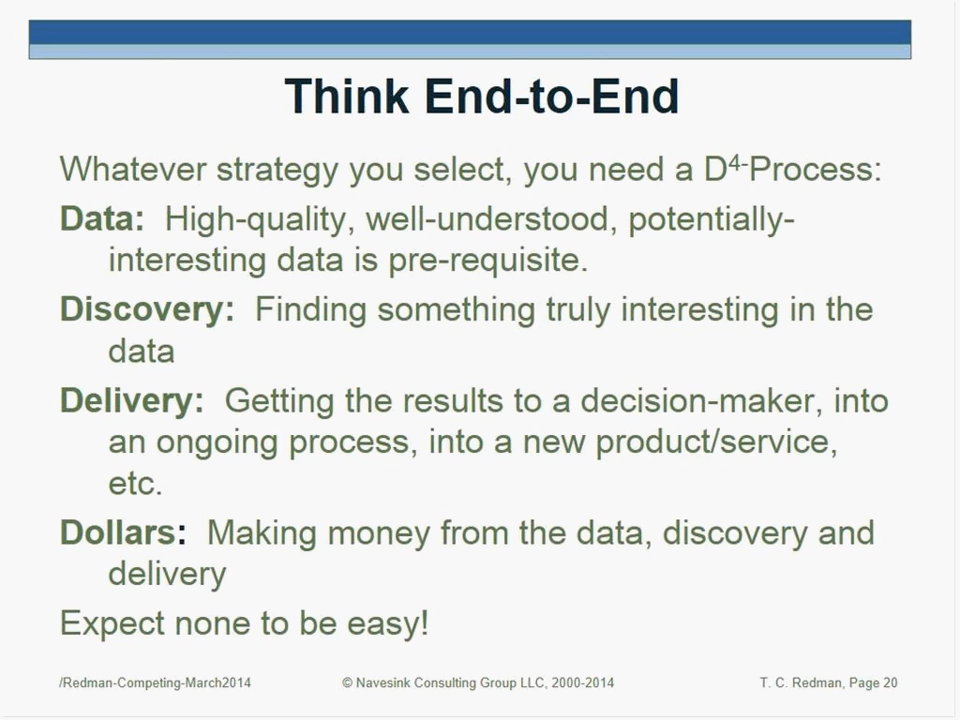 Think End-to-End
Whatever strategy you select, you need a D4-Process:
Data: High-quality, well-understood, potentially-
interesting data is pre-requisite.
Discovery: Finding something truly interesting in the
data
Delivery: Getting the results to a decision-maker, into
an ongoing process, into a new product/service,
etc.
Dollars: Making money from the data, discovery and
delivery
Expect none to be easy!
/Redman-Competing-March2014 © Navesink Consulting Group LLC, 2000-2014 T. C. Redman, Page 20